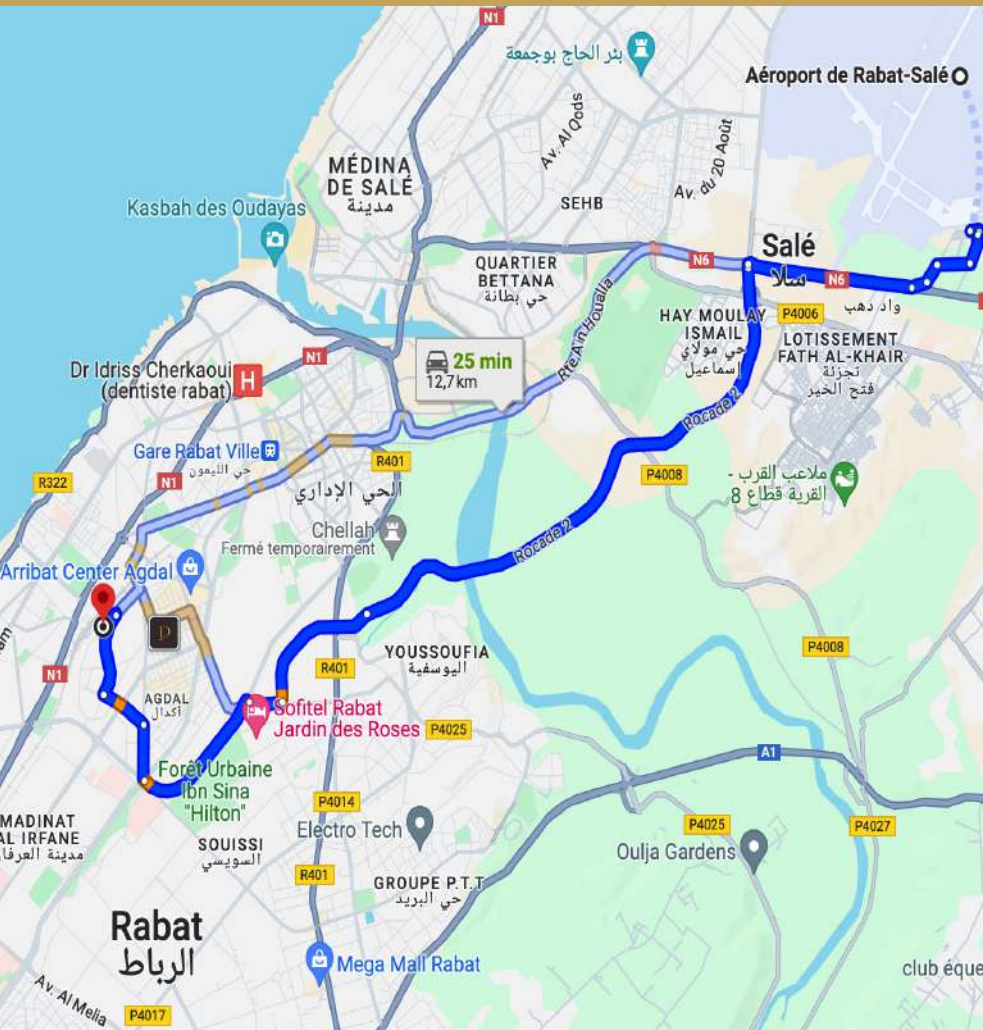 N1
بئر الحاج بوجمعة
Aéroport de Rabat-Salé
Av. Al Qods
Av. du 20 Août
MÉDINA
DE SALÉ
مدينة
SEHB
Kasbah des Oudayas
Salé
سلا
QUARTIER
BETTANA
حي بطانة
N6
N6
واد دهب
HAY MOULAY
ISMAIL
حي مولاي
إسماعيل
P4006
LOTISSEMENT
FATH AL-KHAIR
تجزئة
فتح الخير
Rte Ain Houalla
N1
25 min
12,7 km
Dr Idriss Cherkaoui
(dentiste rabat)
H
Rocade 2
Gare Rabat Ville
حي الليمون
R401
R322
N1
الحي الإداري
P4008
ملاعب القرب -
القرية قطاع 8
Chellah
Fermé temporairement
Rocade 2
Arribat Center Agdal
D
YOUSSOUFIA
اليوسفية
P4008
R401
N1
AGDAL
أكدال
Sofitel Rabat
Jardin des Roses
P4025
A1
Forêt Urbaine
Ibn Sina
"Hilton"
P4014
MADINAT
AL IRFANE
مدينة العرفا
SOUISSI
السويسي
Electro Tech
P4025
P4027
Oulja Gardens
R401
GROUPE P.T.T
حي البريد
Rabat
الرباط
Mega Mall Rabat
club éque
Av. Al Melia
P4017